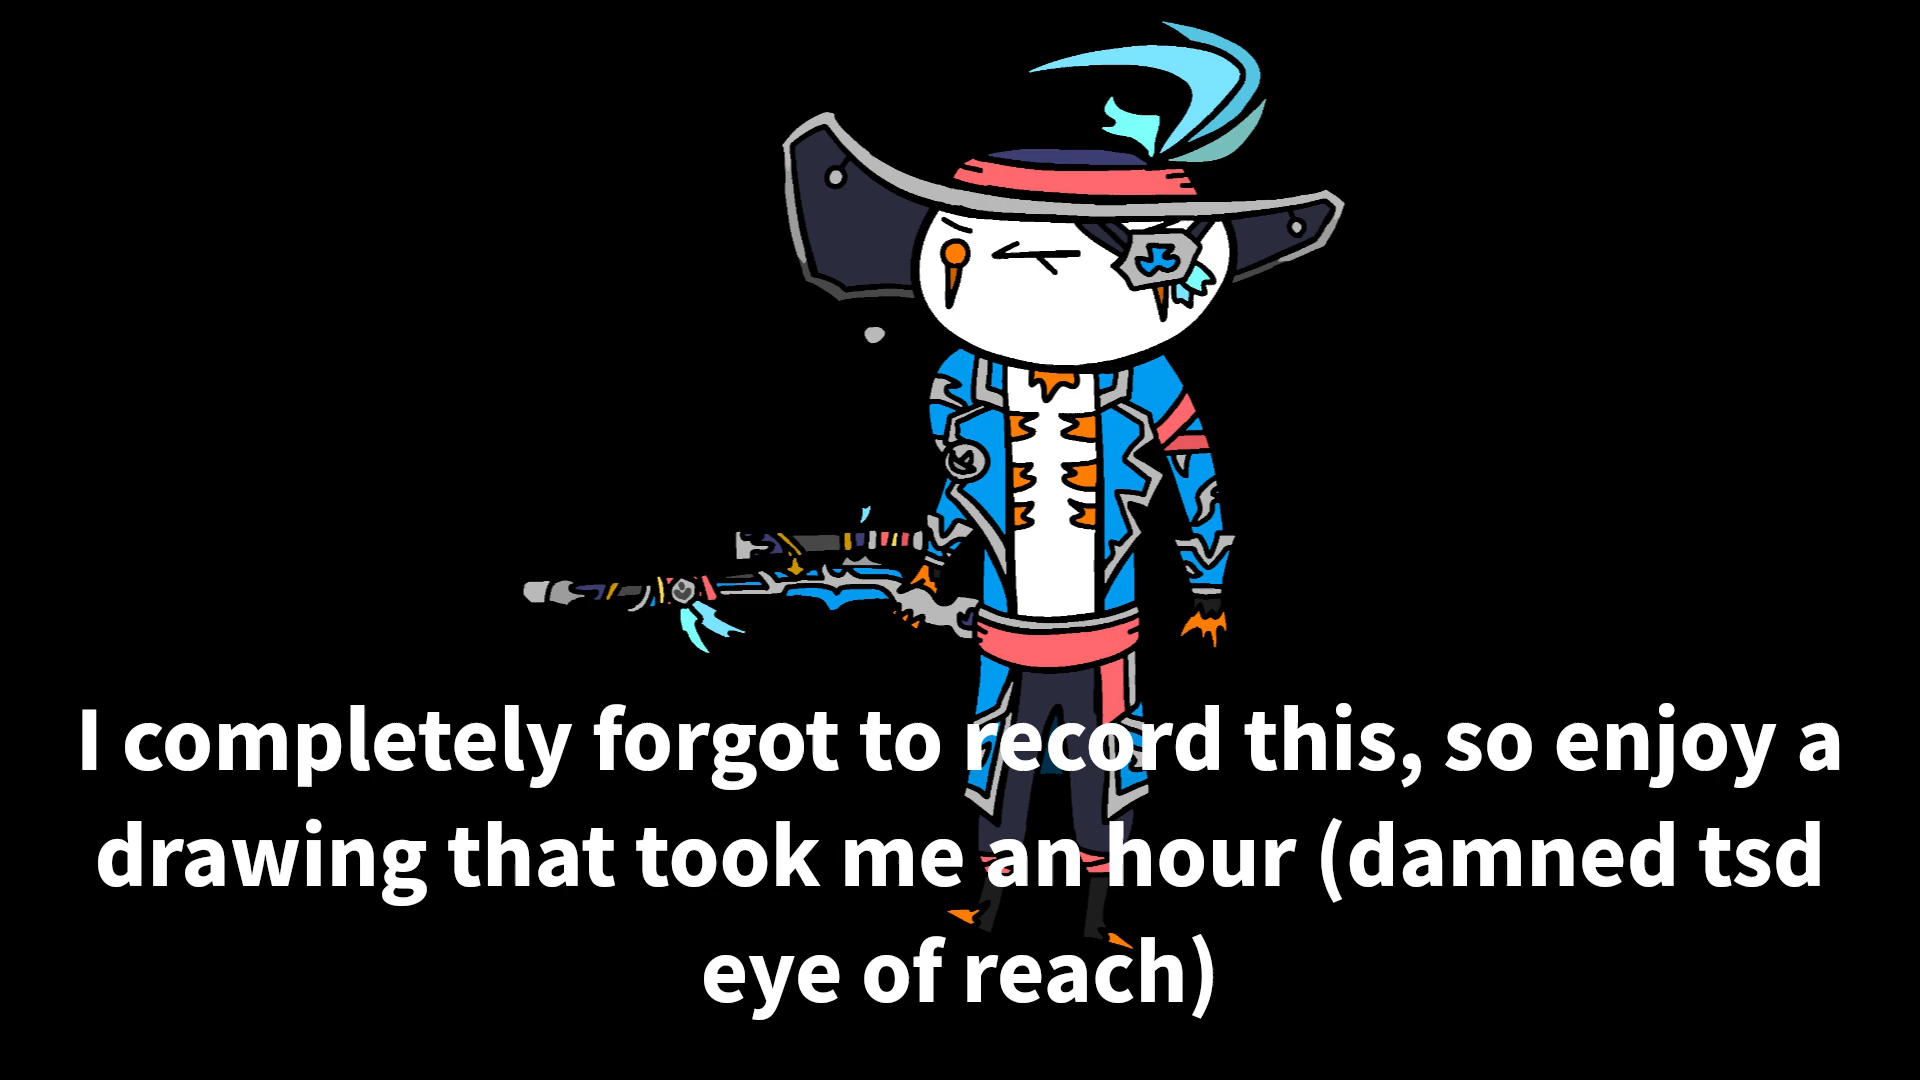 I completely forgot to record this, so enjoy a
drawing that took me an hour (damned tsd
eye of reach)